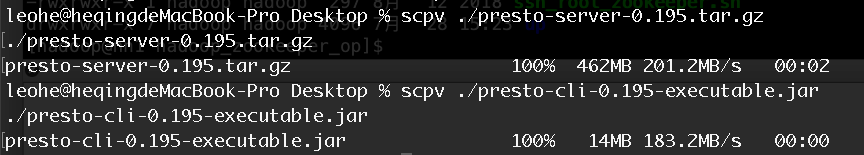 leohe@heqingdeMacBook-Pro Desktop % scpv ./presto-server-0.195.tar.gz
./presto-server-0.195.tar.gz
presto-server-0.195.tar.gz 100% 462MB 201.2MB/s 00:02
leohe@heqingdeMacBook-Pro Desktop % scpv ./presto-cli-0.195-executable.jar
./presto-cli-0.195-executable.jar
presto-cli-0.195-executable.jar 100% 14MB 183.2MB/s 00:00